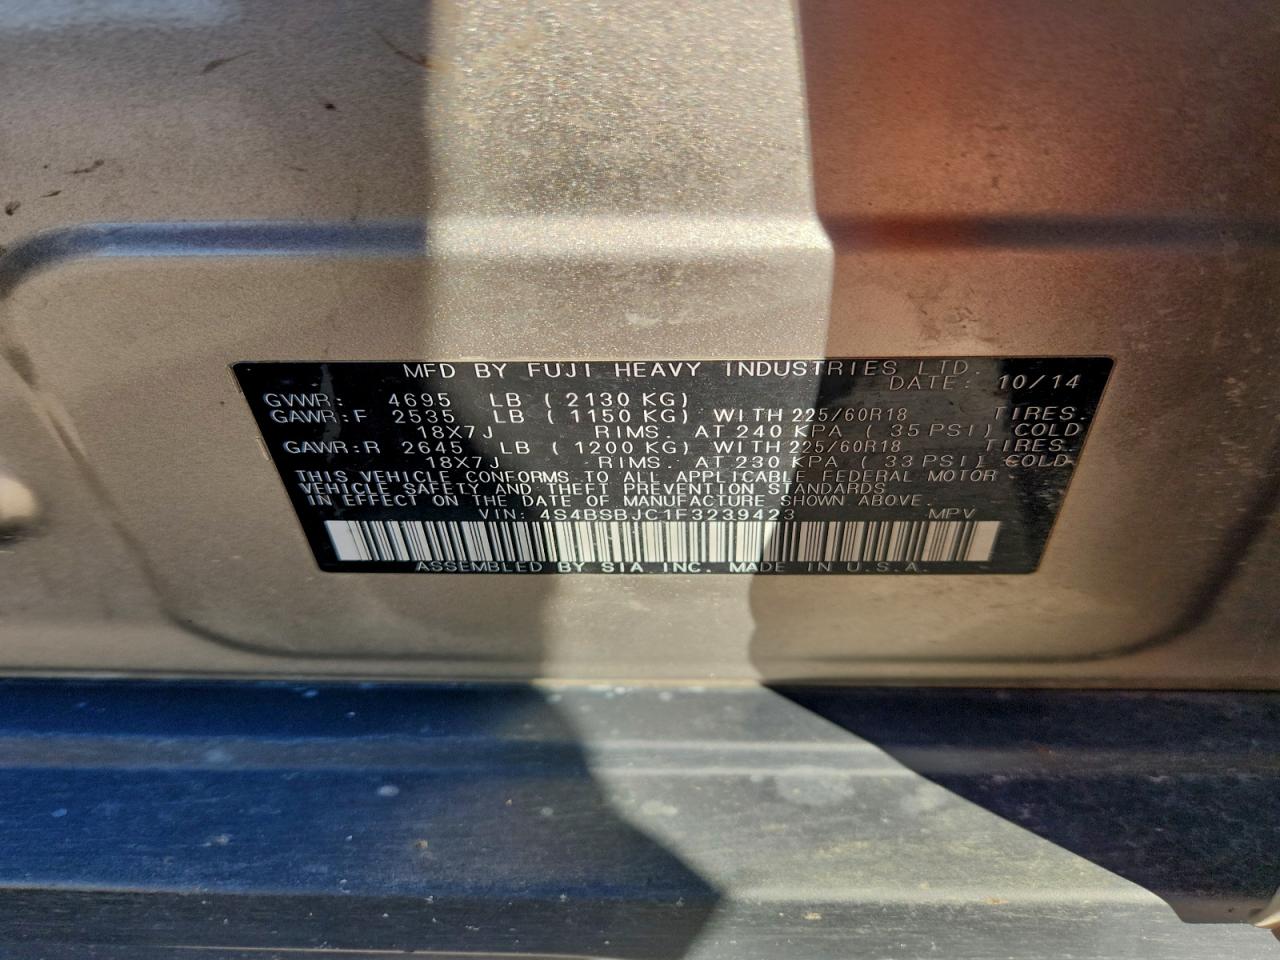 MFD BY FUJI HEAVY INDUSTRIES LTD.
DATE: 10/14
GVWR: 4695 LB ( 2130 KG)
GAWR:F 2535 LB ( 1150 KG) WITH 225/60R18 TIRES.
18X7J RIMS. AT 240 KPA ( 35 PSI) COLD
GAWR:R 2645 LB ( 1200 KG) WITH 225/60R18 TIRES.
18X7J RIMS. AT 230 KPA ( 33 PSI) COLD
THIS VEHICLE CONFORMS TO ALL APPLICABLE FEDERAL MOTOR
VEHICLE SAFETY AND THEFT PREVENTION STANDARDS
IN EFFECT ON THE DATE OF MANUFACTURE SHOWN ABOVE.
VIN: 4S4BSBJC1F3239423 MPV
ASSEMBLED BY SIA, INC. MADE IN U.S.A.